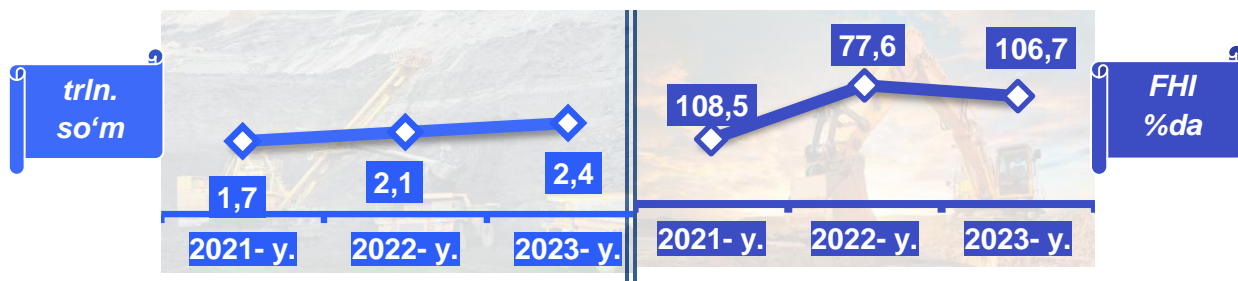 trln.
so‘m
1,7
2,1
2,4
2021- y.
2022- y.
2023- y.
108,5
77,6
106,7
2021- y.
2022- y.
2023- y.
FHI
%da